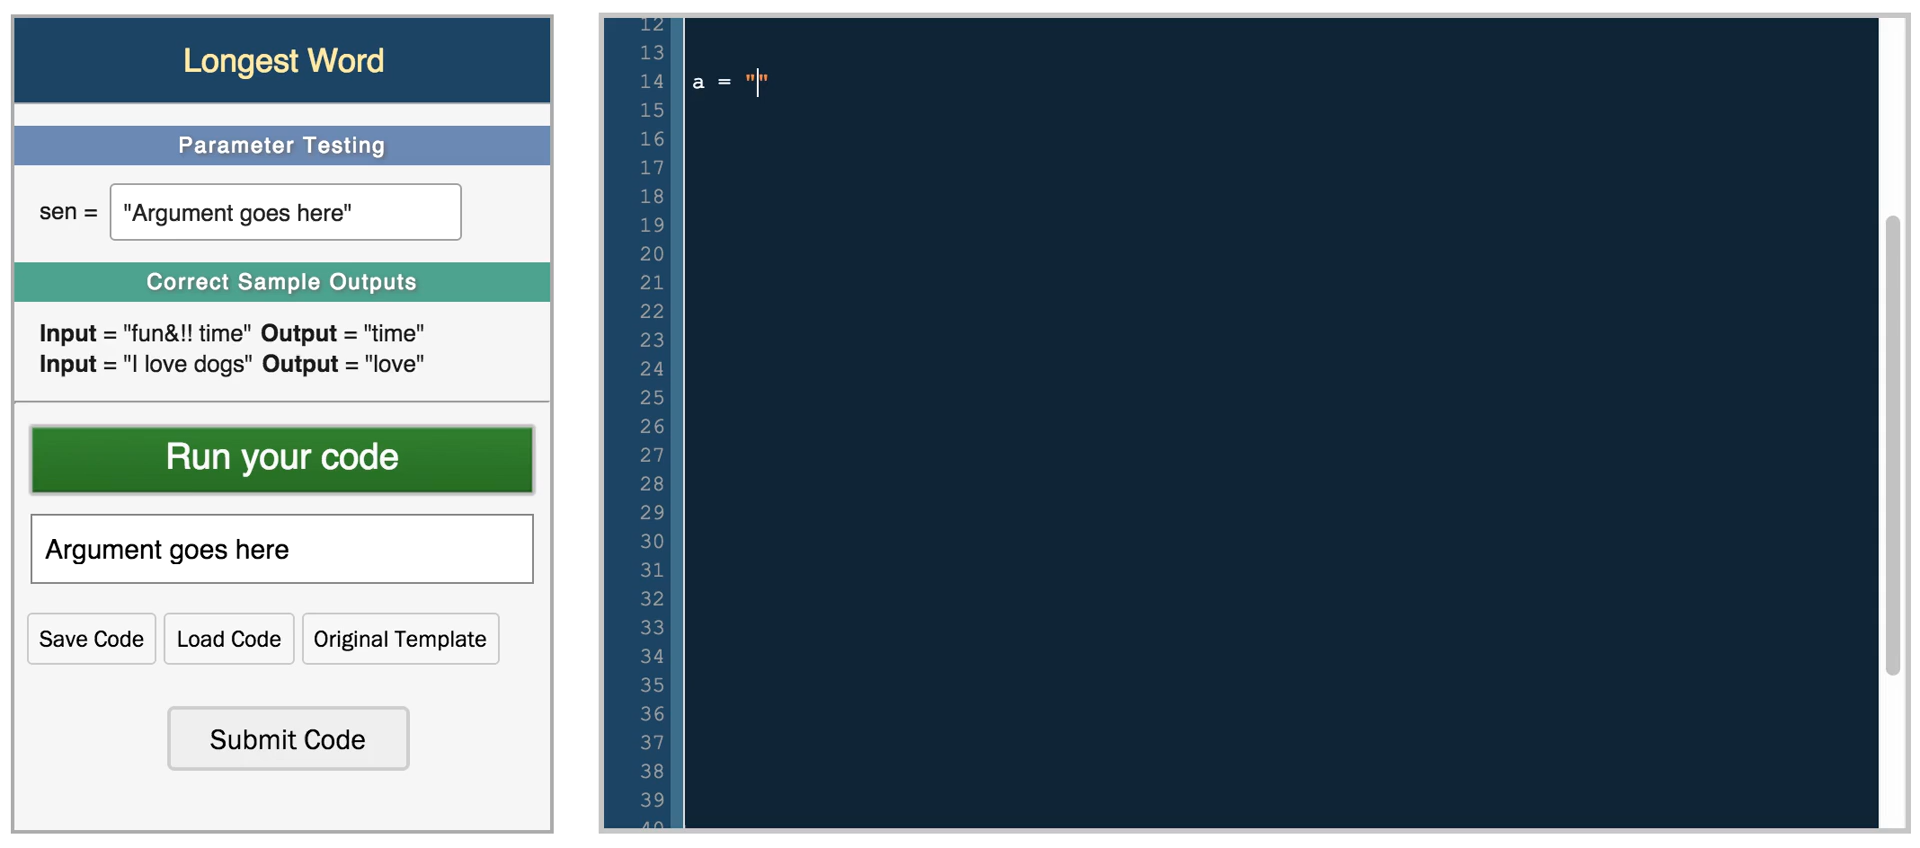 Longest Word
Parameter Testing
sen = "Argument goes here"
Correct Sample Outputs
Input = "fun&!! time" Output = "time"
Input = "I love dogs" Output = "love"
Run your code
Argument goes here
Save Code Load Code Original Template
Submit Code
12
13
14 a = ""
15
16
17
18
19
20
21
22
23
24
25
26
27
28
29
30
31
32
33
34
35
36
37
38
39
40